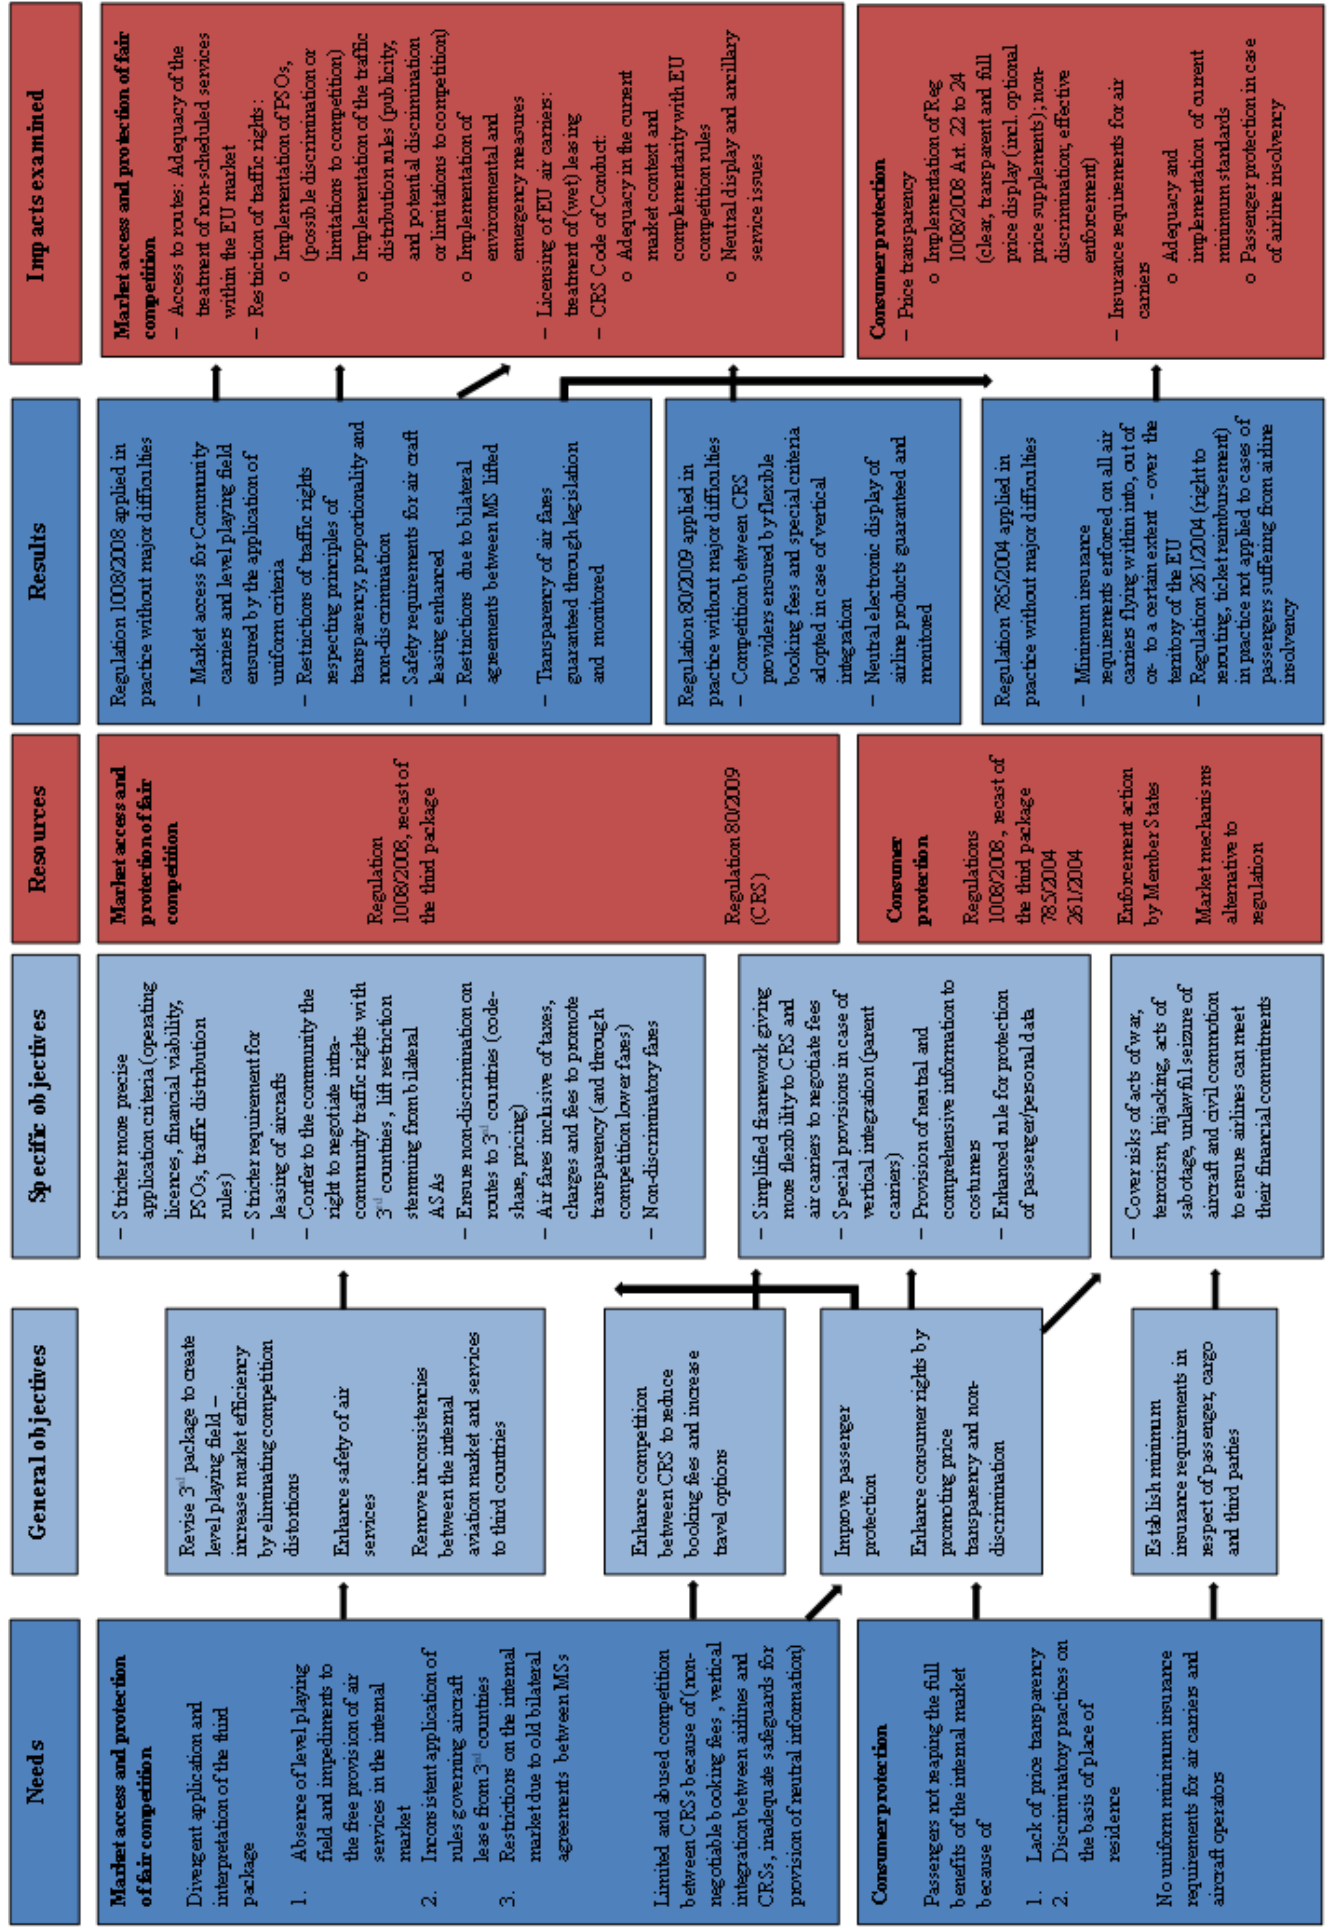 Needs
Market access and protection
of fair competition
Divergent application and
interpretation of the third
package
1. Absence of level playing
field and impediments to
the free provision of air
services in the internal
market
2. Inconsistent application of
rules governing aircraft
lease from 3rd countries
3. Restrictions on the internal
market due to old bilateral
agreements between MSs
Limited and abused competition
between CRSs because of (non-
negotiable booking fees , vertical
integration between airlines and
CRSs, inadequate safeguards for
provision of neutral information)
Consumer protection
Passengers not reaping the full
benefits of the internal market
because of
1. Lack of price transparency
2. Discriminatory practices on
the basis of place of
residence
No uniform minimum insurance
requirements for air carriers and
aircraft operators
General objectives
Revise 3rd package to create
level playing field –
increase market efficiency
by eliminating competition
distortions
Enhance safety of air
services
Remove inconsistencies
between the internal
aviation market and services
to third countries
Enhance competition
between CRS to reduce
booking fees and increase
travel options
Improve passenger
protection
Enhance consumer rights by
promoting price
transparency and non-
discrimination
Establish minimum
insurance requirements in
respect of passenger, cargo
and third parties
Specific objectives
– Stricter more precise
application criteria (operating
licences, financial viability,
PSOs, traffic distribution
rules)
– Stricter requirement for
leasing of aircrafts
– Confer to the community the
right to negotiate intra-
community traffic rights with
3rd countries , lift restriction
stemming from bilateral
ASAs
– Ensure non-discrimination on
routes to 3rd countries (code-
share, pricing)
– Air fares inclusive of taxes,
charges and fees to promote
transparency (and through
competition lower fares)
– Non-discriminatory fares
– Simplified framework giving
more flexibility to CRS and
air carriers to negotiate fees
– Special provisions in case of
vertical integration (parent
carriers)
– Provision of neutral and
comprehensive information to
costumers
– Enhanced rule for protection
of passenger/personal data
– Cover risks of acts of war,
terrorism, hijacking, acts of
sabotage, unlawful seizure of
aircraft and civil commotion
to ensure airlines can meet
their financial commitments
Resources
Market access and
protection of fair
competition
Regulation
1008/2008, recast of
the third package
Regulation 80/2009
(CRS)
Consumer
protection
Regulations
1008/2008 , recast of
the third package
785/2004
261/2004
Enforcement action
by Member States
Market mechanisms
alternative to
regulation
Results
Regulation 1008/2008 applied in
practice without major difficulties
– Market access for Community
carriers and level playing field
ensured by the application of
uniform criteria
– Restrictions of traffic rights
respecting principles of
transparency, proportionality and
non-discrimination
– Safety requirements for air craft
leasing enhanced
– Restrictions due to bilateral
agreements between MS lifted
– Transparency of air fares
guaranteed through legislation
and monitored
Regulation 80/2009 applied in
practice without major difficulties
– Competition between CRS
providers ensured by flexible
booking fees and special criteria
adopted in case of vertical
integration
– Neutral electronic display of
airline products guaranteed and
monitored
Regulation 785/2004 applied in
practice without major difficulties
– Minimum insurance
requirements enforced on all air
carriers flying within into, out of
or- to a certain extent - over the
territory of the EU
– Regulation 261/2004 (right to
rerouting, ticket reimbursement)
in practice not applied to cases of
passengers suffering from airline
insolvency
Impacts examined
Market access and protection of fair
competition
– Access to routes: Adequacy of the
treatment of non-scheduled services
within the EU market
– Restriction of traffic rights:
o Implementation of PSOs,
(possible discrimination or
limitations to competition)
o Implementation of the traffic
distribution rules (publicity,
and potential discrimination
or limitations to competition)
o Implementation of
environmental and
emergency measures
– Licensing of EU air carriers:
treatment of (wet) leasing
– CRS Code of Conduct:
o Adequacy in the current
market context and
complementarity with EU
competition rules
o Neutral display and ancillary
service issues
Consumer protection
– Price transparency
o Implementation of Reg
1008/2008 Art. 22 to 24
(clear, transparent and full
price display (incl. optional
price supplements); non-
discrimination; effective
enforcement)
– Insurance requirements for air
carriers
o Adequacy and
implementation of current
minimum standards
o Passenger protection in case
of airline insolvency